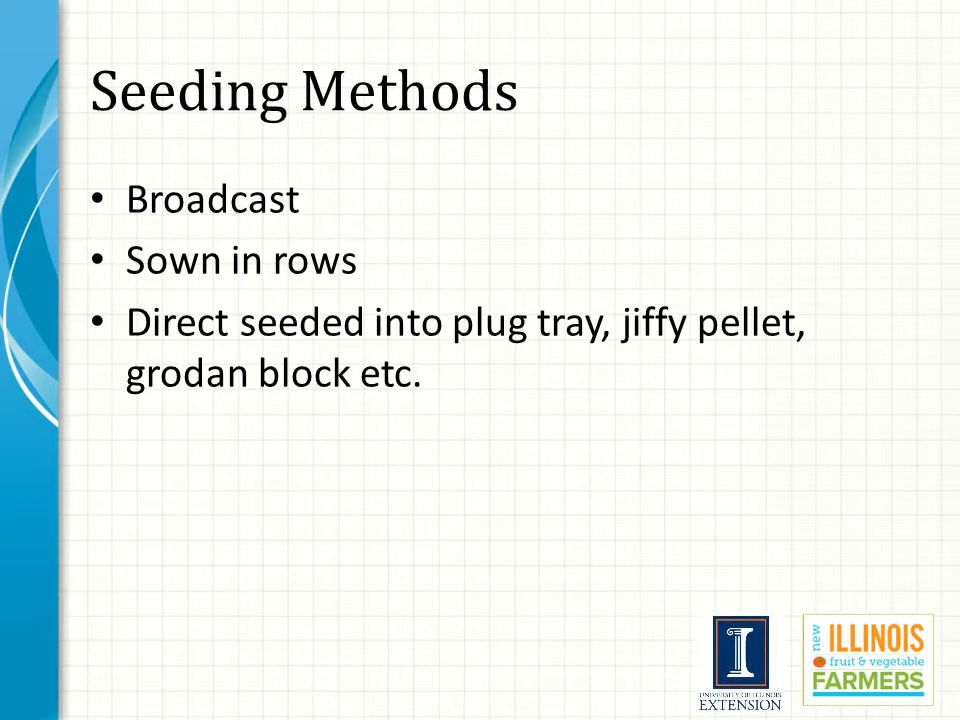 Seeding Methods
• Broadcast
• Sown in rows
• Direct seeded into plug tray, jiffy pellet,
grodan block etc.
I
UNIVERSITY OF ILLINOIS
EXTENSION
new
ILLINOIS
fruit & vegetable
FARMERS